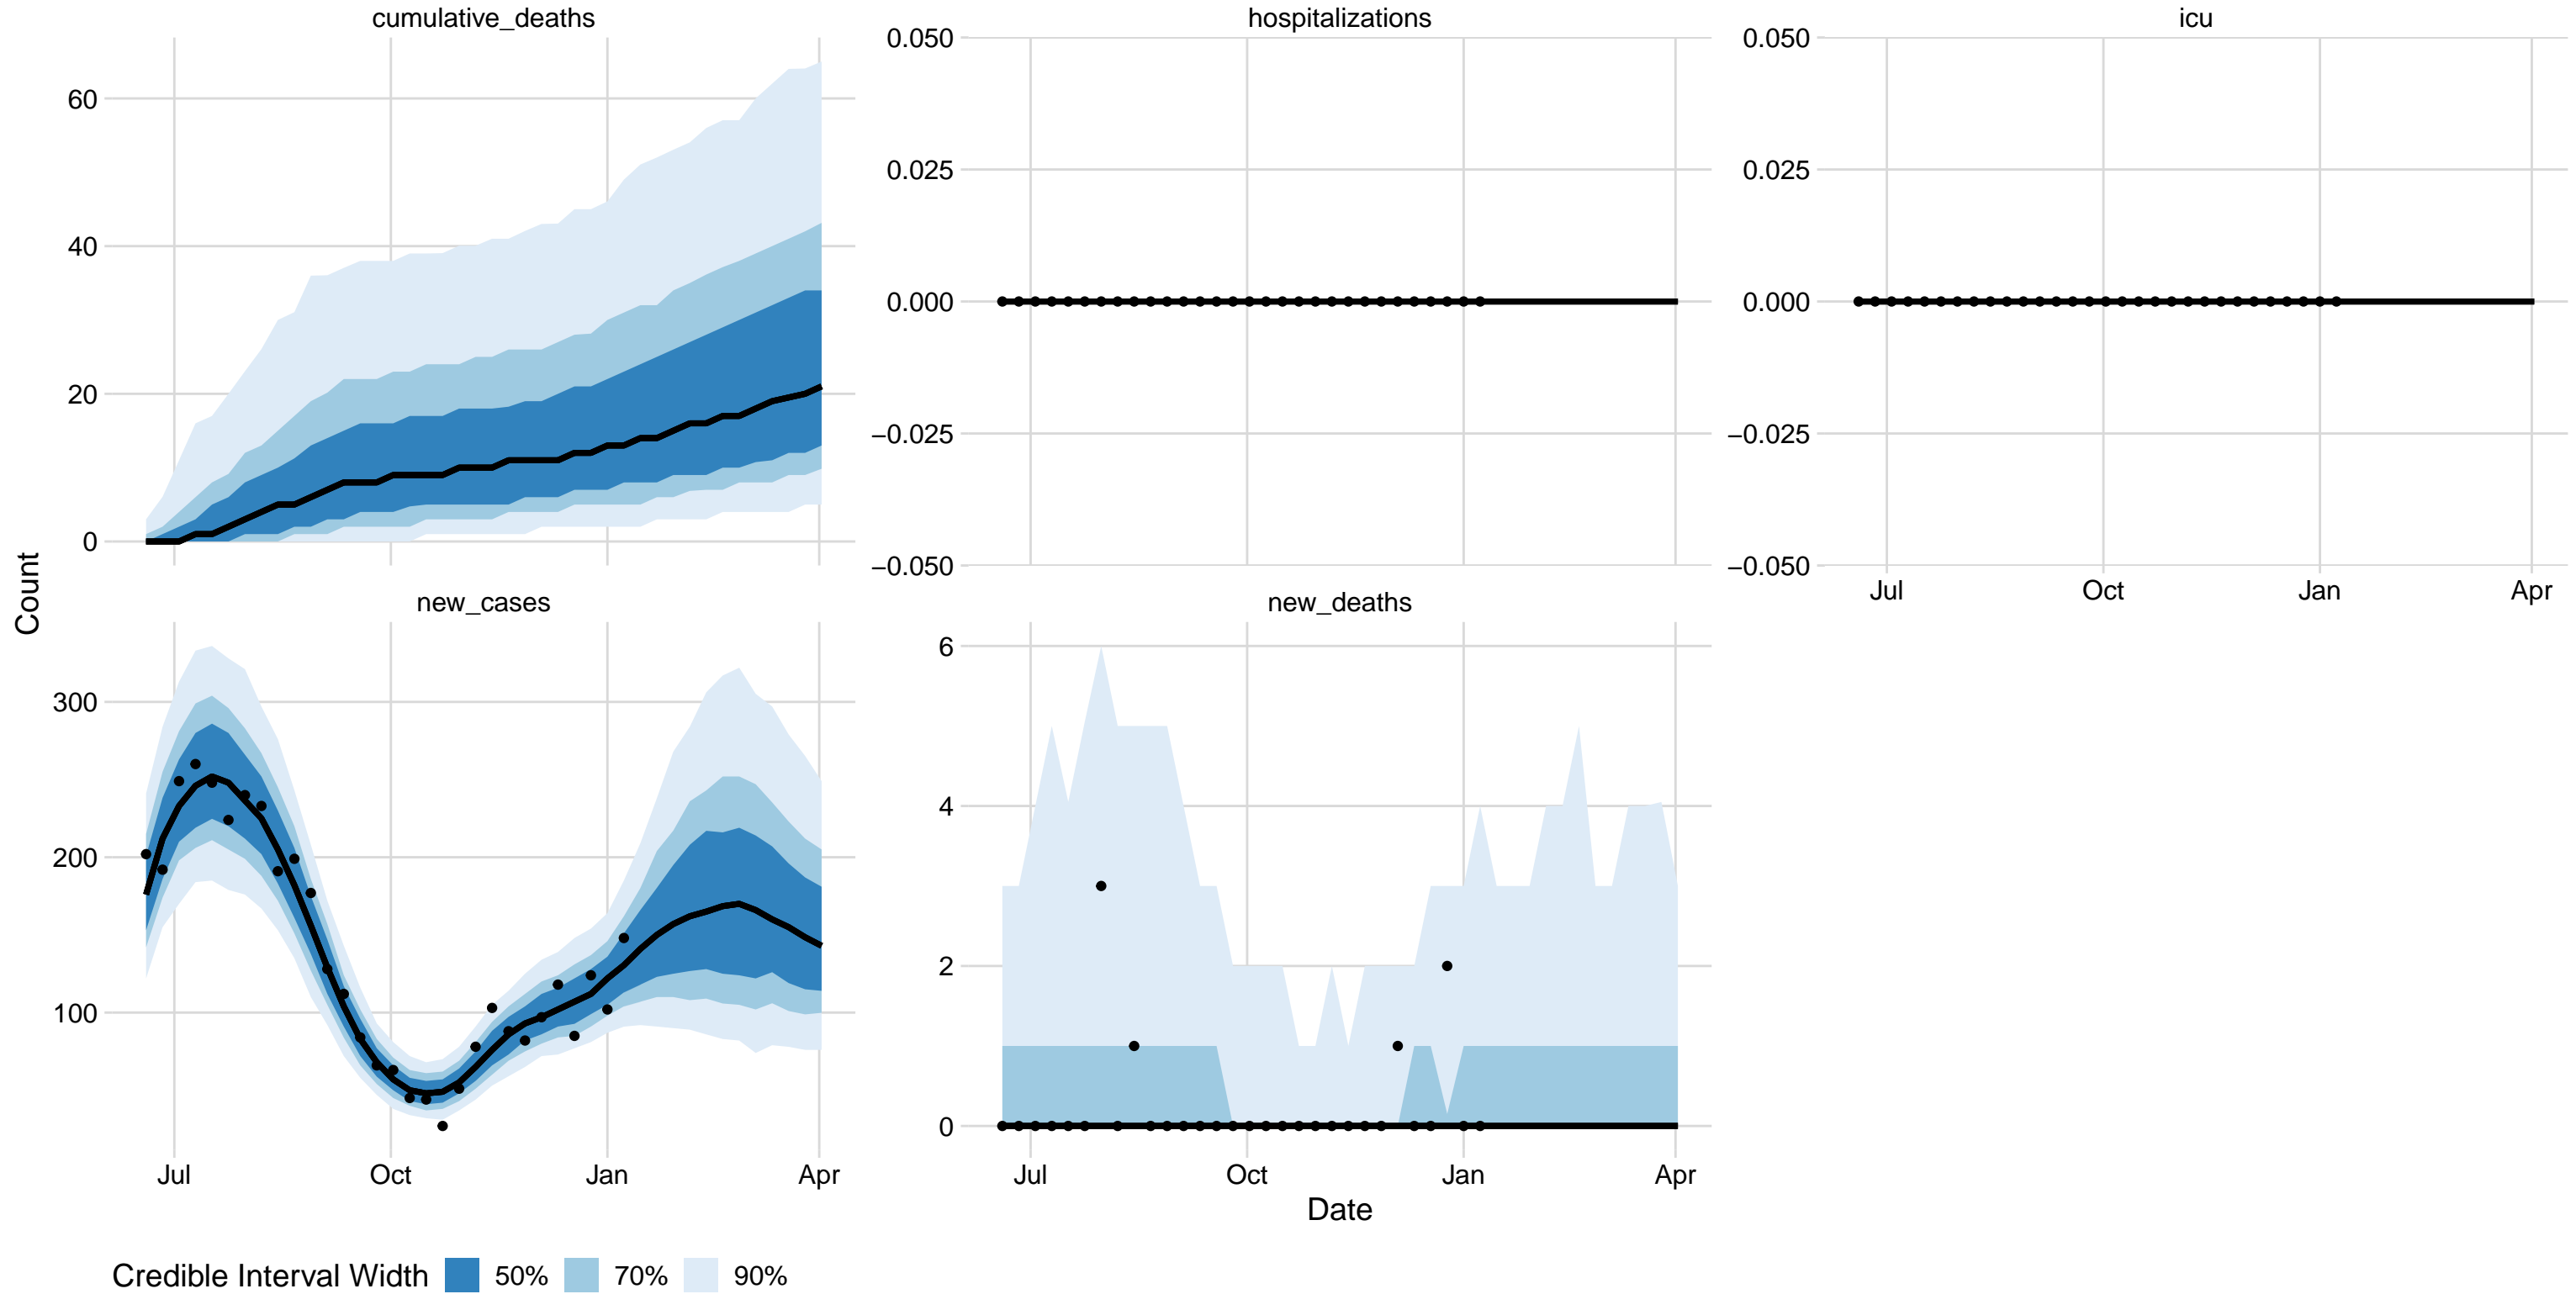 cumulative_deaths
hospitalizations
icu
60
40
20
0
0.050
0.025
0.000
−0.025
−0.050
0.050
0.025
0.000
−0.025
−0.050
Jul Oct Jan Apr
Count
new_cases
new_deaths
300
200
100
6
4
2
0
Jul Oct Jan Apr
Jul Oct Jan Apr
Date
Credible Interval Width 50% 70% 90%